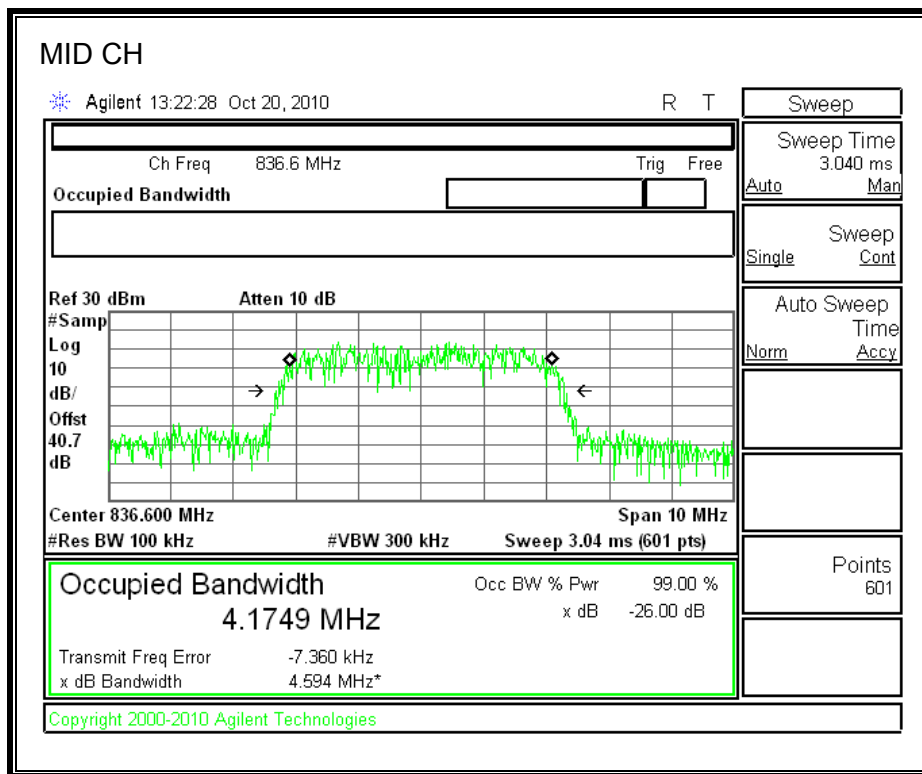 MID CH
Agilent 13:22:28 Oct 20, 2010 R T
Sweep
Ch Freq 836.6 MHz Trig Free
Occupied Bandwidth
Sweep Time
3.040 ms
Auto Man
Sweep
Single Cont
Auto Sweep
Time
Norm Accy
Ref 30 dBm Atten 10 dB
#Samp
Log
10
dB/
Offst
40.7
dB
Center 836.600 MHz Span 10 MHz
#Res BW 100 kHz #VBW 300 kHz Sweep 3.04 ms (601 pts)
Points
601
Occupied Bandwidth Occ BW % Pwr 99.00 %
4.1749 MHz x dB -26.00 dB
Transmit Freq Error -7.360 kHz
x dB Bandwidth 4.594 MHz*
Copyright 2000-2010 Agilent Technologies